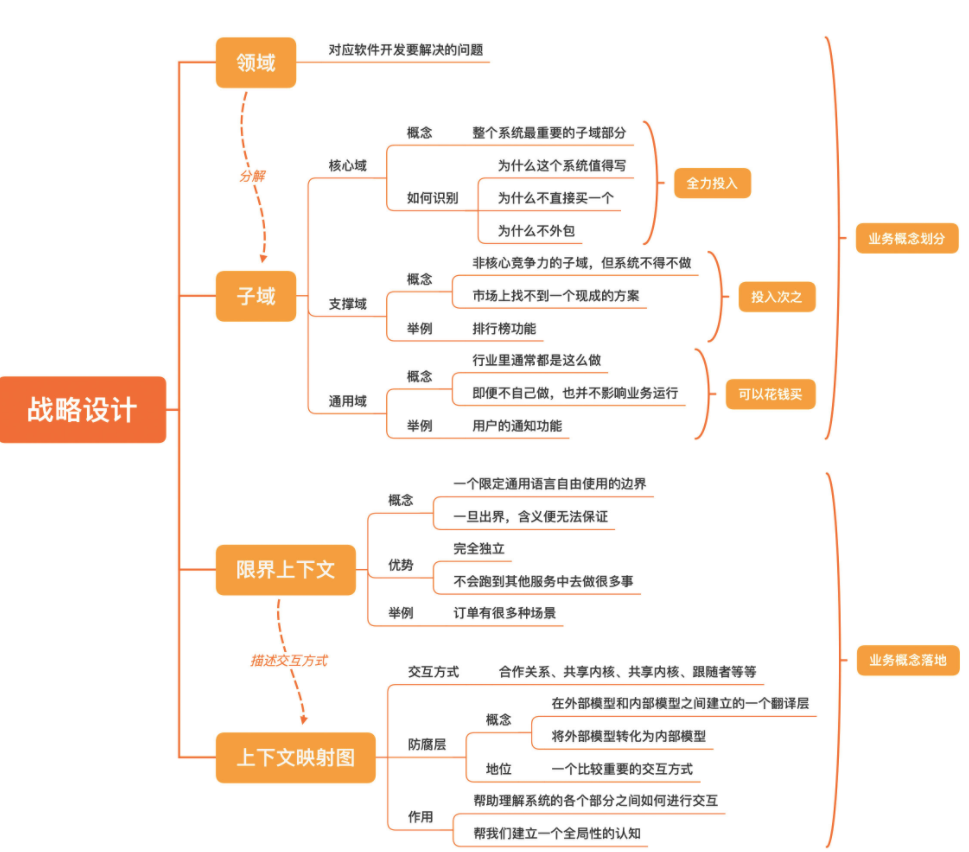 战略设计
领域
对应软件开发要解决的问题
分解
子域
核心域
概念
整个系统最重要的子域部分
如何识别
为什么这个系统值得写
为什么不直接买一个
为什么不外包
全力投入
支撑域
概念
非核心竞争力的子域，但系统不得不做
市场上找不到一个现成的方案
举例
排行榜功能
投入次之
通用域
概念
行业里通常都是这么做
即便不自己做，也并不影响业务运行
举例
用户的通知功能
可以花钱买
业务概念划分
限界上下文
概念
一个限定通用语言自由使用的边界
一旦出界，含义便无法保证
优势
完全独立
不会跑到其他服务中去做很多事
举例
订单有很多种场景
描述交互方式
上下文映射图
交互方式
合作关系、共享内核、共享内核、跟随者等等
防腐层
概念
在外部模型和内部模型之间建立的一个翻译层
将外部模型转化为内部模型
地位
一个比较重要的交互方式
作用
帮助理解系统的各个部分之间如何进行交互
帮我们建立一个全局性的认知
业务概念落地